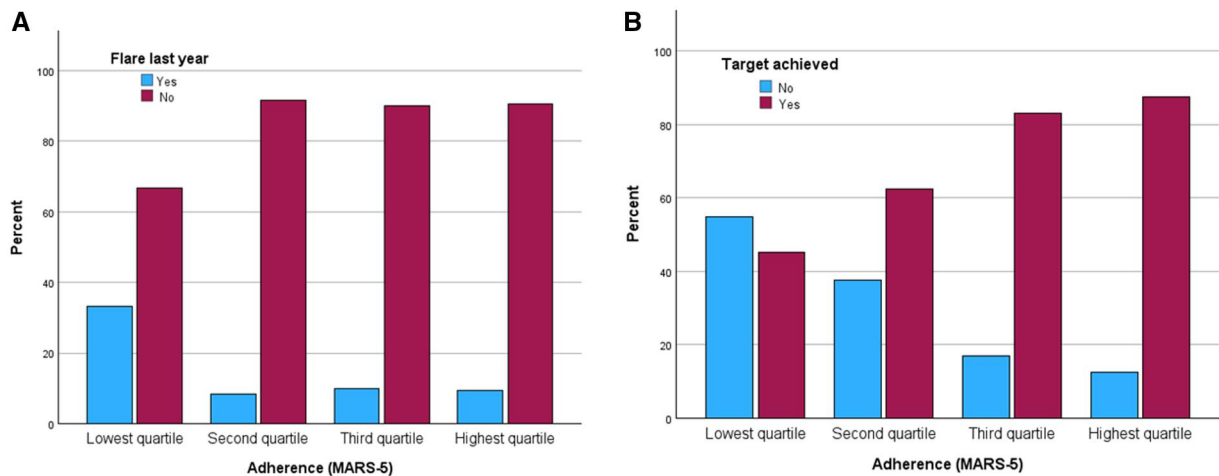 A
Flare last year
Yes
No
100
80
60
40
20
0
Percent
Lowest quartile Second quartile Third quartile Highest quartile
Adherence (MARS-5)
B
Target achieved
No
Yes
100
80
60
40
20
0
Percent
Lowest quartile Second quartile Third quartile Highest quartile
Adherence (MARS-5)